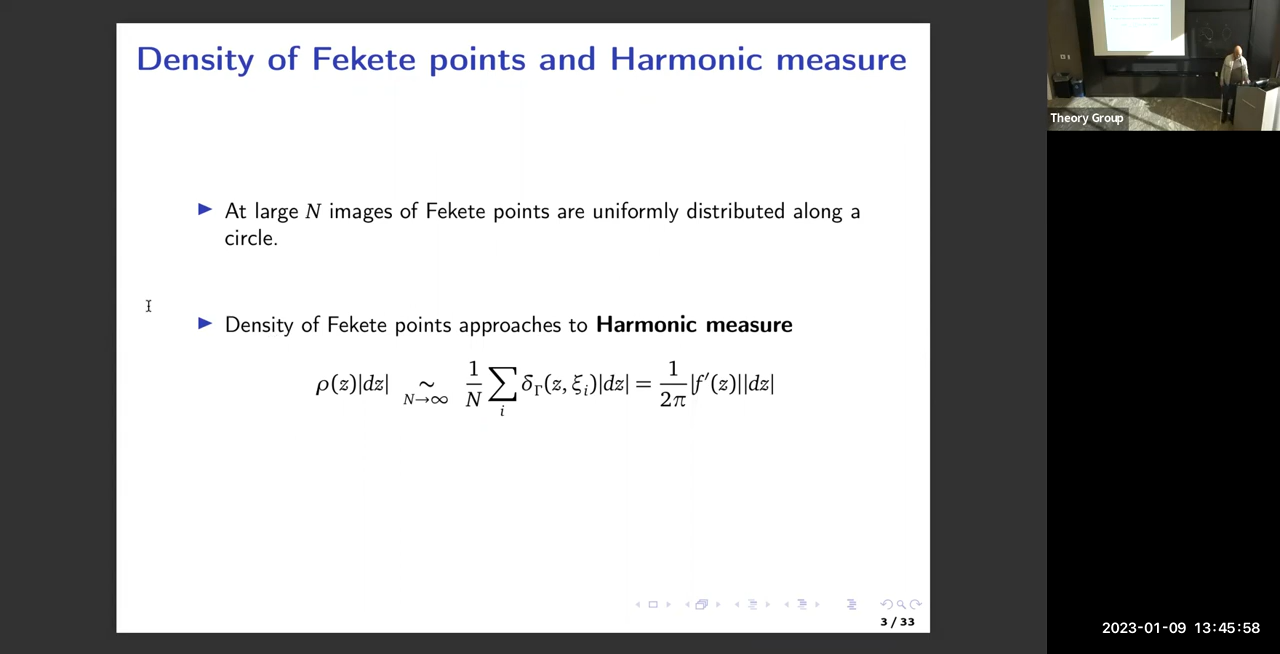 Density of Fekete points and Harmonic measure
At large N images of Fekete points are uniformly distributed along a
circle.
Density of Fekete points approaches to Harmonic measure
ρ(z)|dz| ∼_{N→∞} 1/N ∑_i δ_Γ(z, ξ_i)|dz| = 1/2π |f′(z)||dz|
3 / 33
Theory Group
2023-01-09 13:45:58